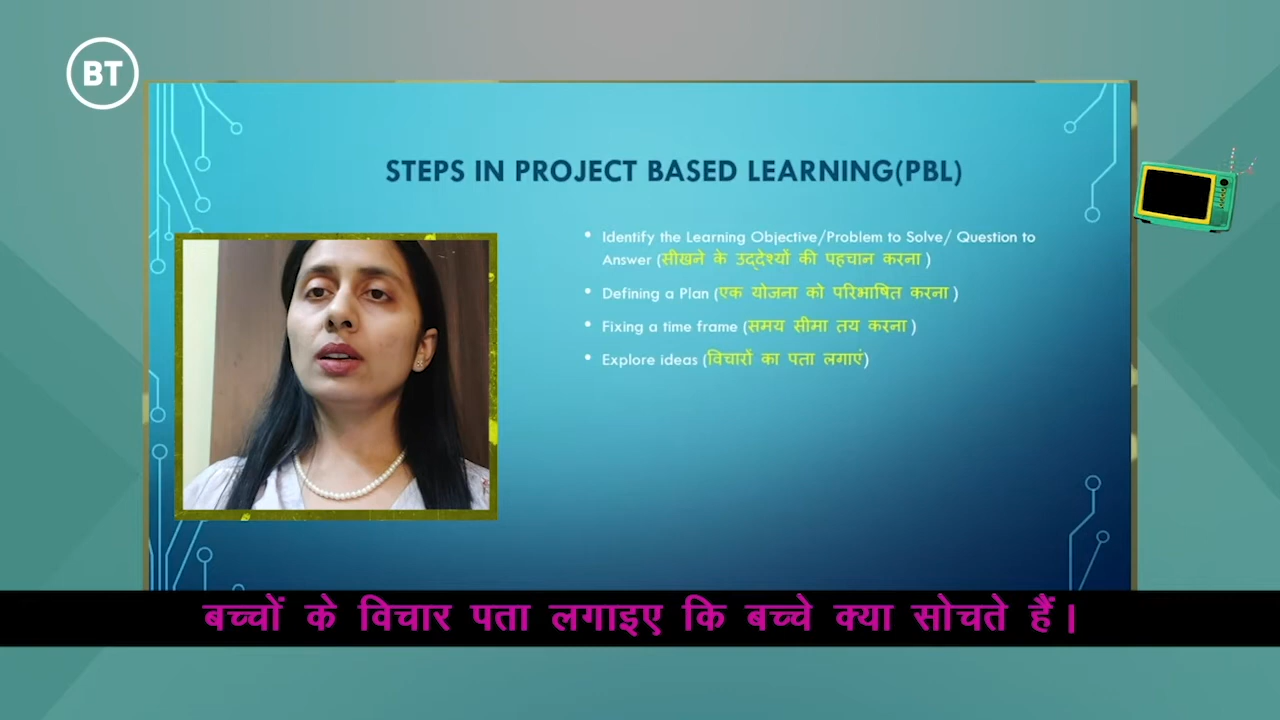 BT
STEPS IN PROJECT BASED LEARNING(PBL)
• Identify the Learning Objective/Problem to Solve/ Question to
Answer (सीखने के उद्देश्यों की पहचान करना )
• Defining a Plan (एक योजना को परिभाषित करना )
• Fixing a time frame (समय सीमा तय करना )
• Explore ideas (विचारों का पता लगाएं)
बच्चों के विचार पता लगाइए कि बच्चे क्या सोचते हैं।